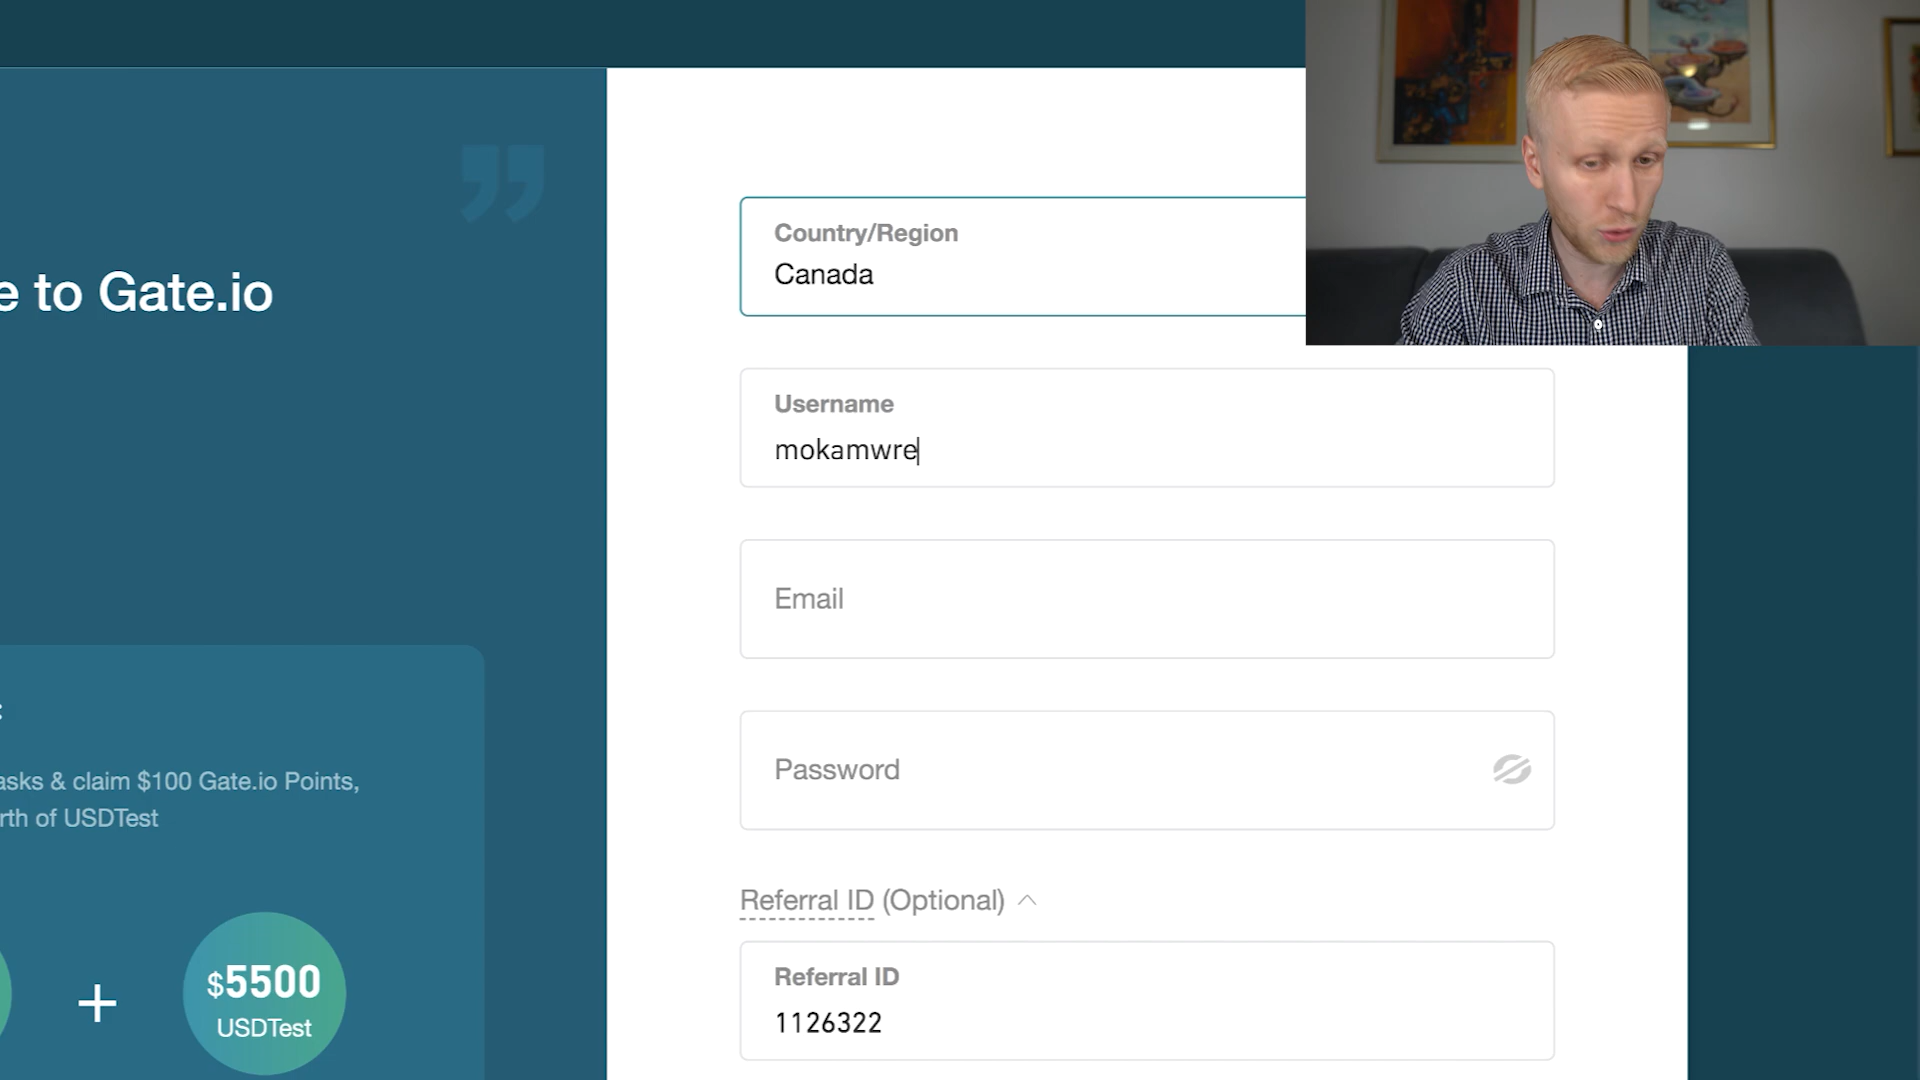 e to Gate.io
asks & claim $100 Gate.io Points,
rth of USDTest
+
$5500
USDTest
Country/Region
Canada
Username
mokamwre
Email
Password
Referral ID (Optional)
Referral ID
1126322